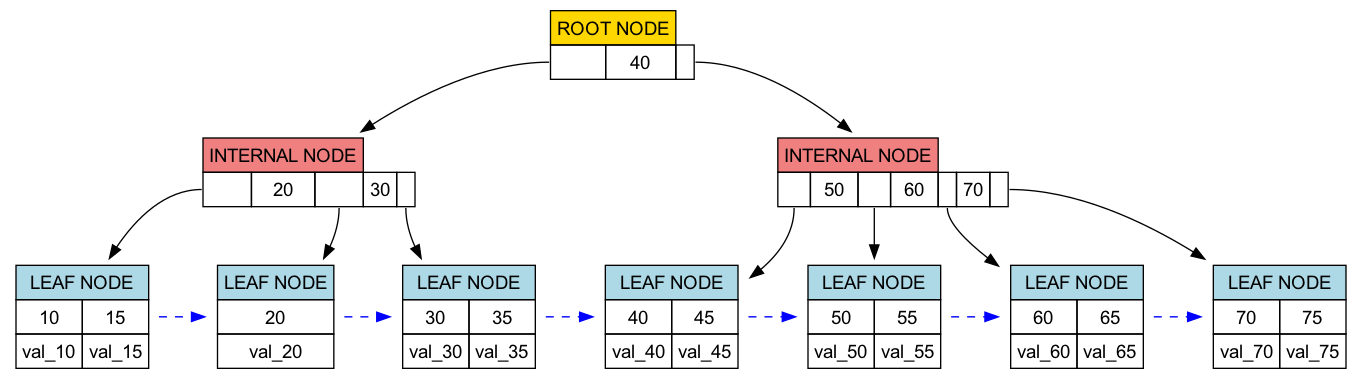 ROOT NODE
40
INTERNAL NODE
20 30
INTERNAL NODE
50 60 70
LEAF NODE
10 15
val_10 val_15
LEAF NODE
20
val_20
LEAF NODE
30 35
val_30 val_35
LEAF NODE
40 45
val_40 val_45
LEAF NODE
50 55
val_50 val_55
LEAF NODE
60 65
val_60 val_65
LEAF NODE
70 75
val_70 val_75